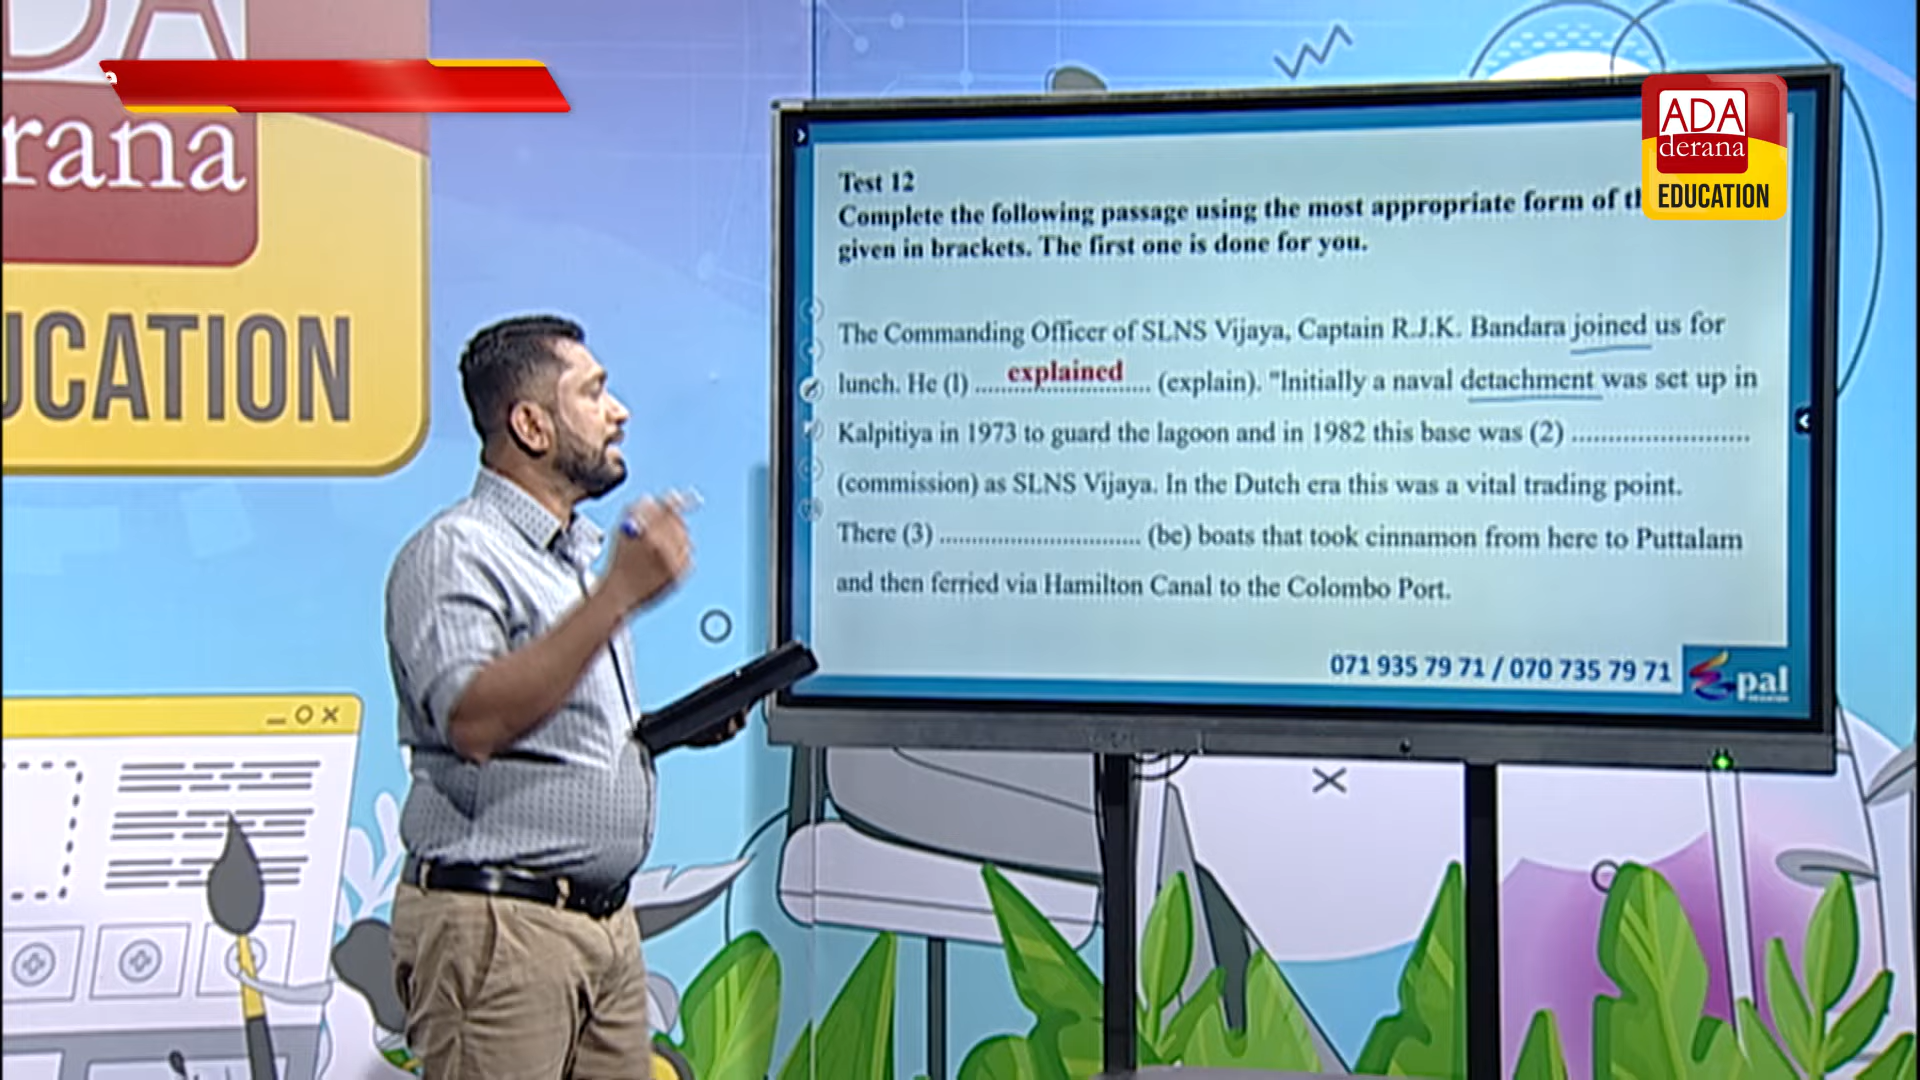 ADA
derana
EDUCATION
DA
rana
UCATION
Test 12
Complete the following passage using the most appropriate form of
given in brackets. The first one is done for you.
The Commanding Officer of SLNS Vijaya, Captain R.J.K. Bandara joined us for
explained
lunch. He (1) .............................. (explain). "Initially a naval detachment was set up in
Kalpitiya in 1973 to guard the lagoon and in 1982 this base was (2) ..............................
(commission) as SLNS Vijaya. In the Dutch era this was a vital trading point.
There (3) .................................. (be) boats that took cinnamon from here to Puttalam
and then ferried via Hamilton Canal to the Colombo Port.
071 935 79 71 / 070 735 79 71
pal